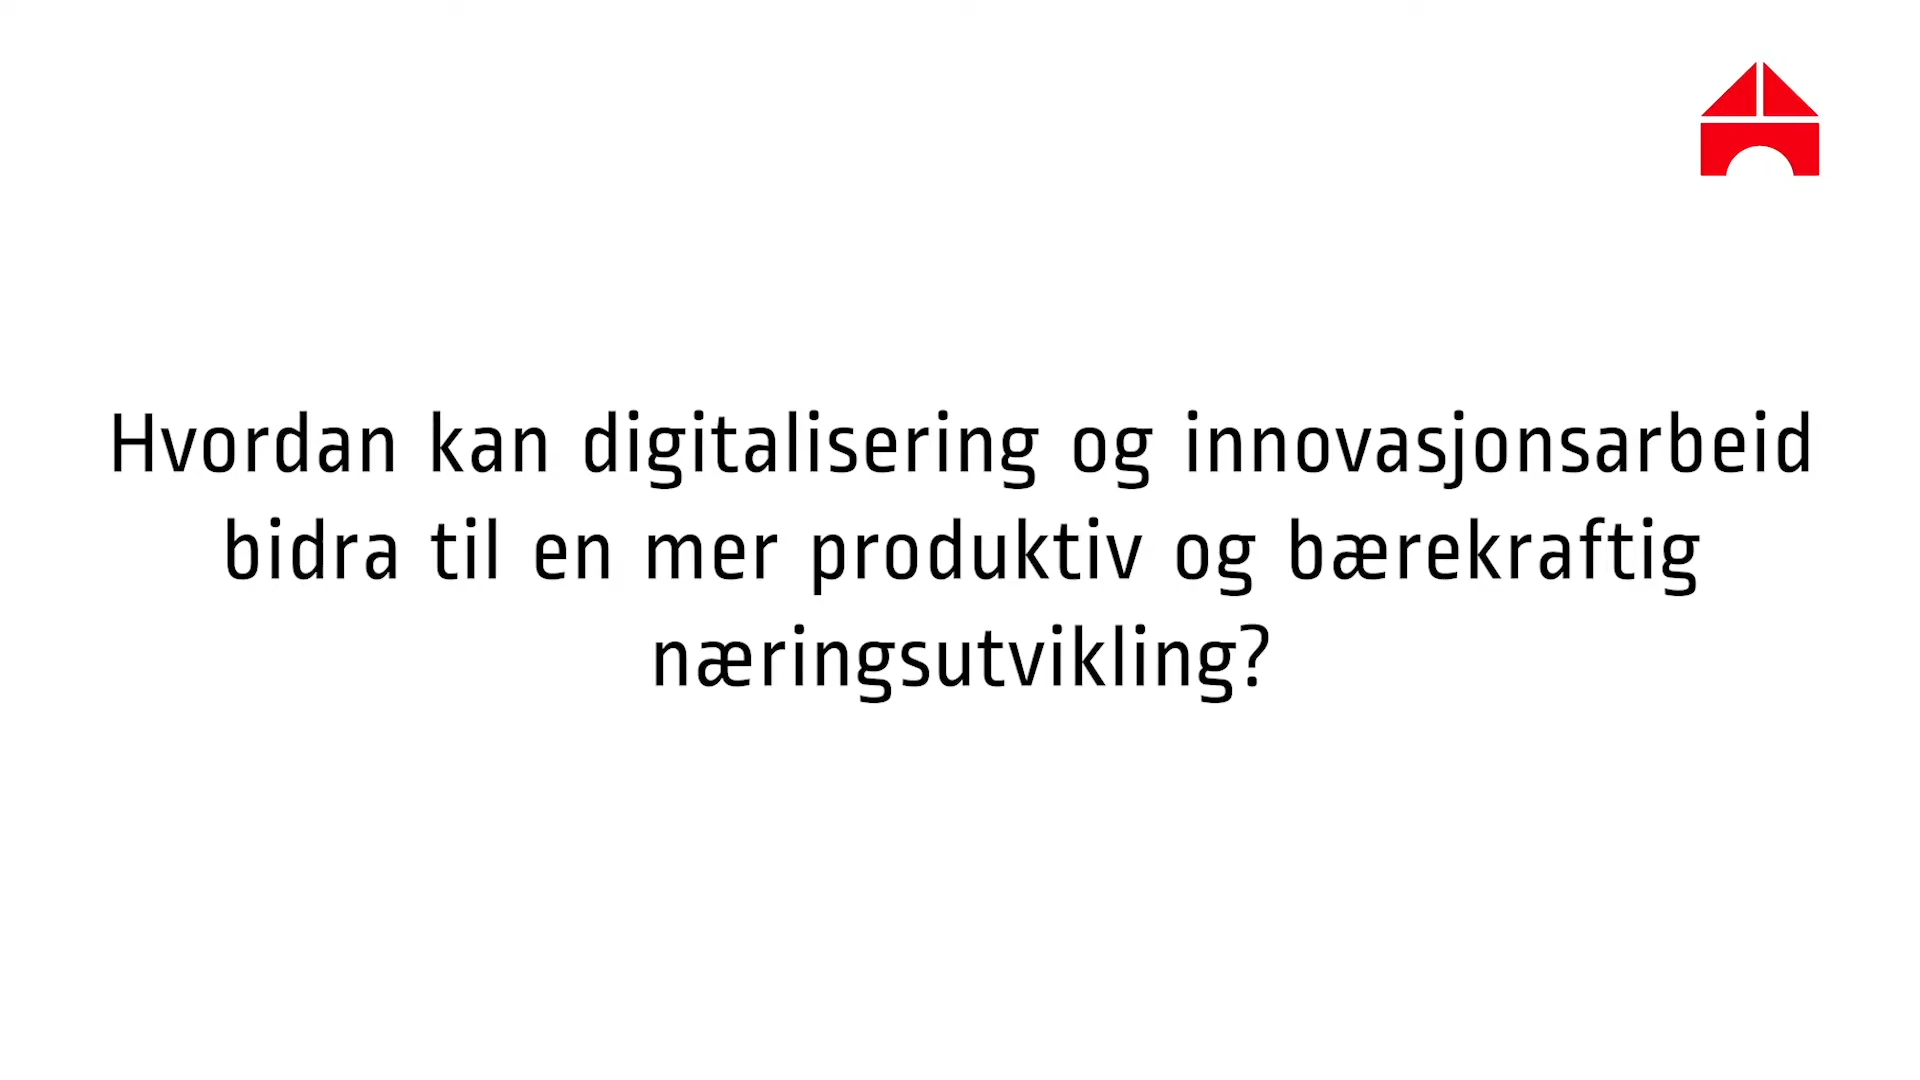 Hvordan kan digitalisering og innovasjonsarbeid
bidra til en mer produktiv og bærekraftig
næringsutvikling?